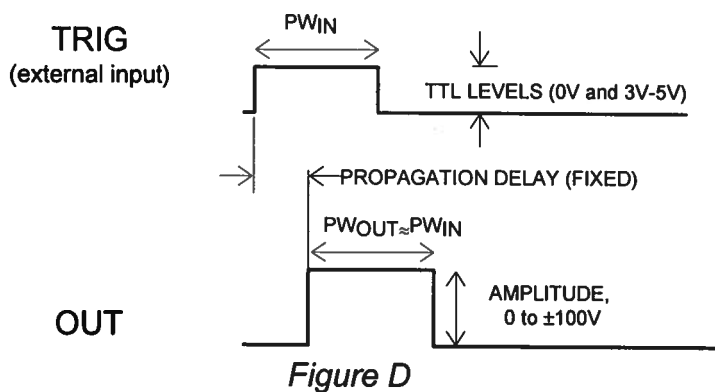 PWIN
TRIG
(external input)
TTL LEVELS (0V and 3V-5V)
PROPAGATION DELAY (FIXED)
PWOUT≈PWIN
AMPLITUDE,
0 to ±100V
OUT
Figure D